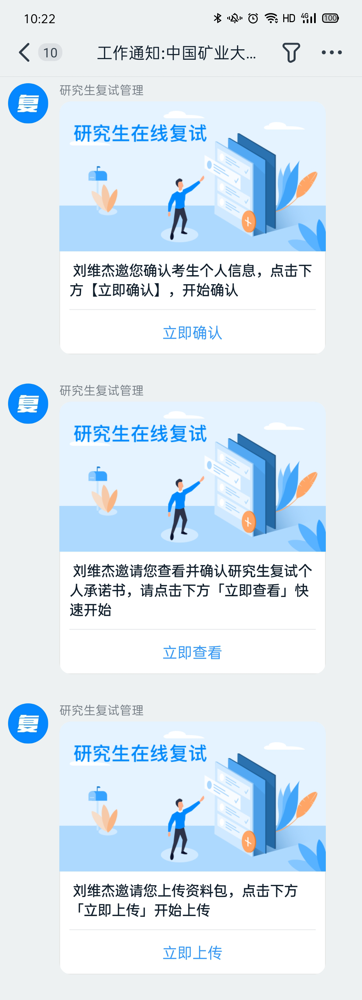 10:22
HD
4G
100
10
工作通知:中国矿业大...
研究生复试管理
复
研究生在线复试
刘维杰邀您确认考生个人信息，点击下
方【立即确认】，开始确认
立即确认
研究生复试管理
复
研究生在线复试
刘维杰邀请您查看并确认研究生复试个
人承诺书，请点击下方「立即查看」快
速开始
立即查看
研究生复试管理
复
研究生在线复试
刘维杰邀请您上传资料包，点击下方
「立即上传」开始上传
立即上传